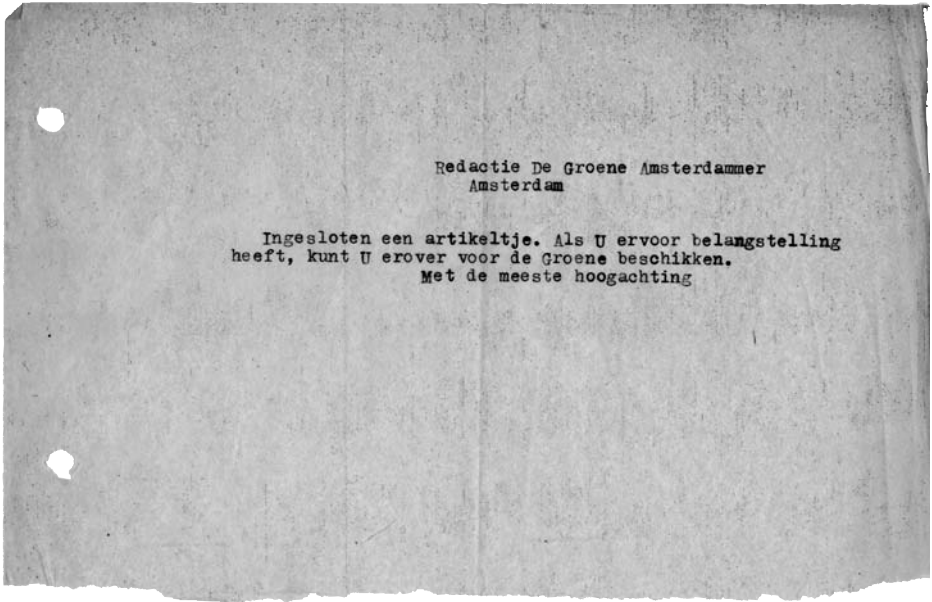 Redactie De Groene Amsterdammer
Amsterdam
Ingesloten een artikeltje. Als U ervoor belangstelling
heeft, kunt U erover voor de Groene beschikken.
Met de meeste hoogachting